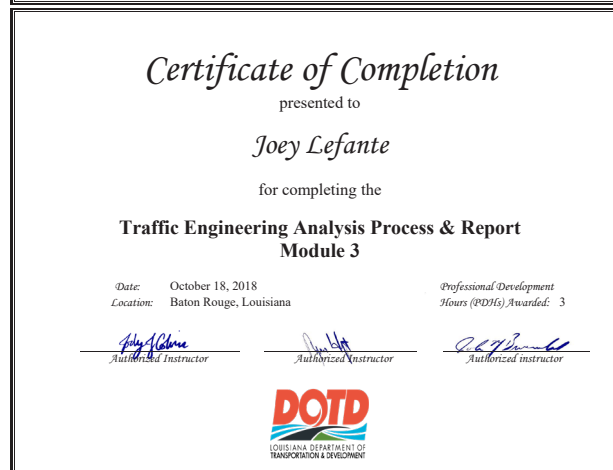 Certificate of Completion
presented to
Joey Lefante
for completing the
Traffic Engineering Analysis Process & Report
Module 3
Date: October 18, 2018
Location: Baton Rouge, Louisiana
Professional Development
Hours (PDHs) Awarded: 3
Authorized Instructor
Authorized Instructor
Authorized instructor
DOTD
LOUISIANA DEPARTMENT OF
TRANSPORTATION & DEVELOPMENT